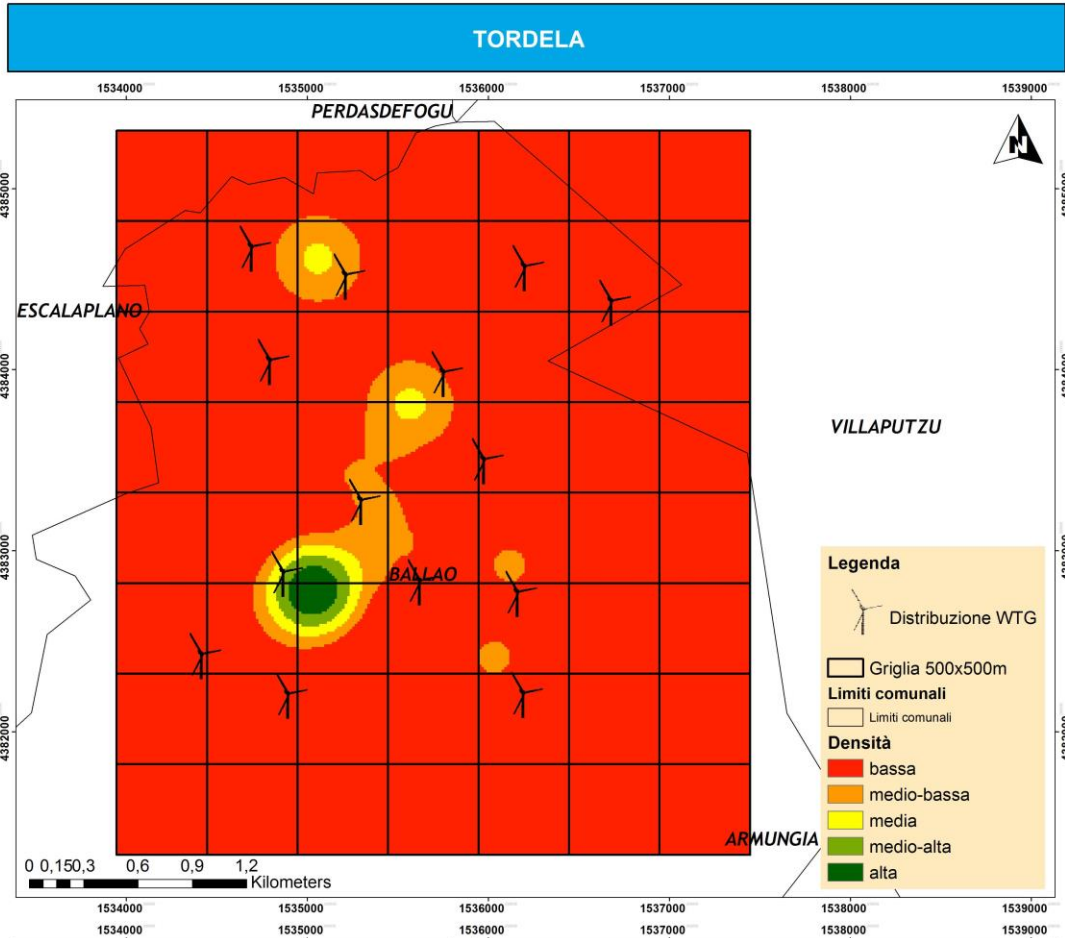 TORDELA
1534000 1535000 1536000 1537000 1538000 1539000
PERDASDEFOGU
N
4385000 4385000
ESCALAPLANO
4384000 4384000
VILLAPUTZU
4383000 4383000
BALLAO
Legenda
Distribuzione WTG
Griglia 500x500m
Limiti comunali
Limiti comunali
Densità
bassa
medio-bassa
media
medio-alta
alta
4382000 4382000
ARMUNGIA
0 0,150,3 0,6 0,9 1,2
Kilometers
1534000 1535000 1536000 1537000 1538000 1539000
1534000 1535000 1536000 1537000 1538000 1539000